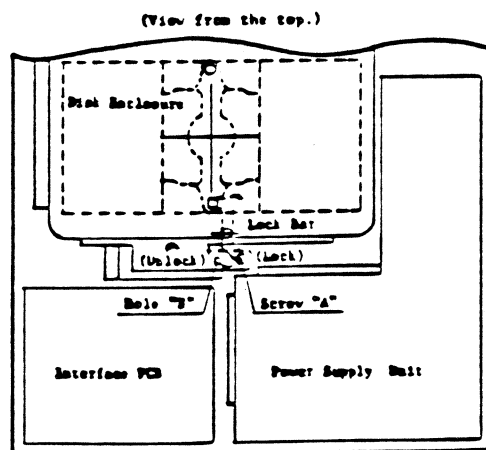 (View from the top.)
Disk Enclosure
Lock Bar
(Unlock) (Lock)
Hole "B" Screw "A"
Interface PCB
Power Supply Unit